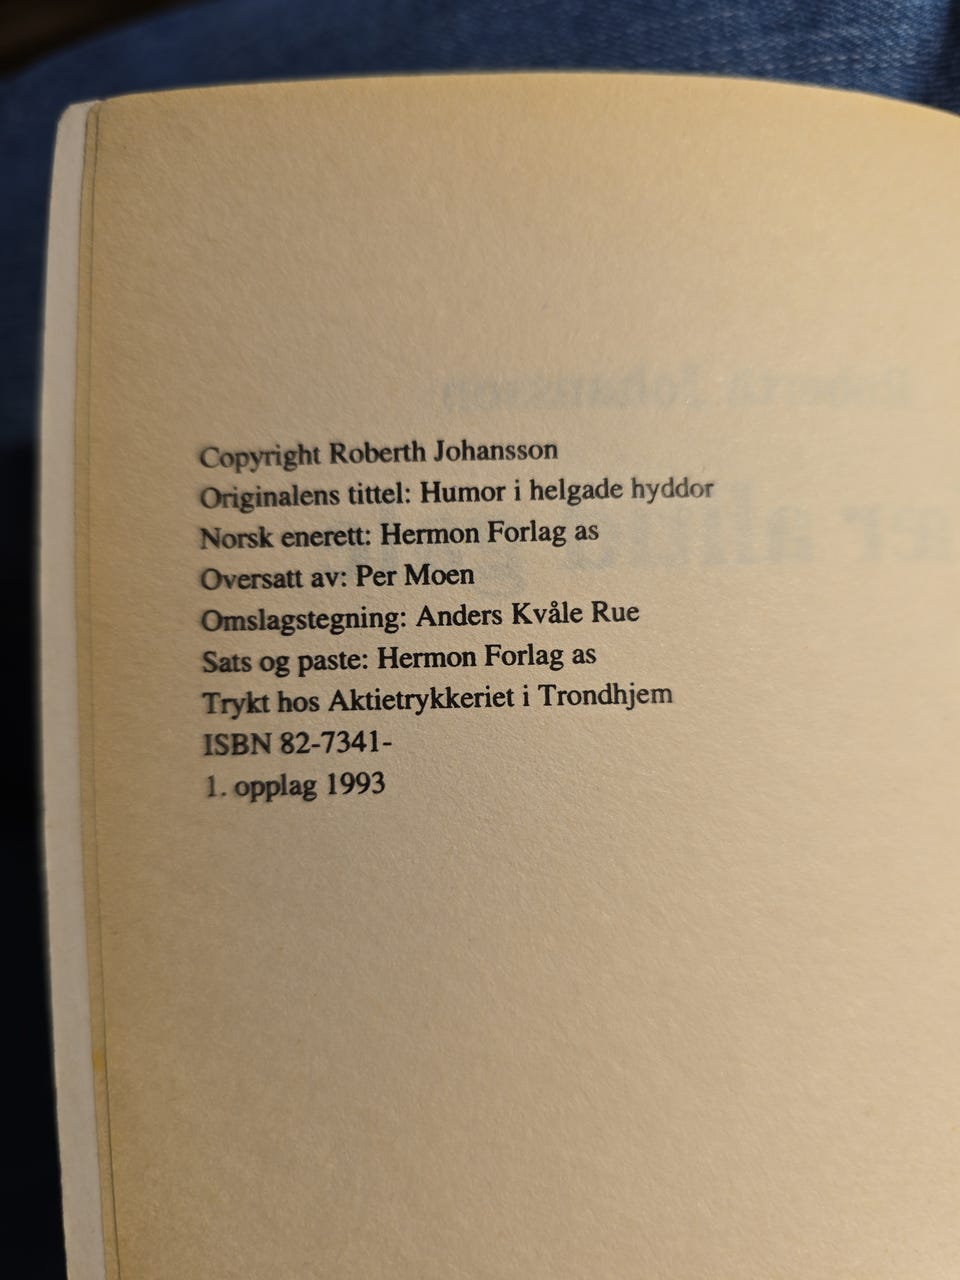 Copyright Roberth Johansson
Originalens tittel: Humor i helgade hyddor
Norsk enerett: Hermon Forlag as
Oversatt av: Per Moen
Omslagstegning: Anders Kvåle Rue
Sats og paste: Hermon Forlag as
Trykt hos Aktietrykkeriet i Trondhjem
ISBN 82-7341-
1. opplag 1993